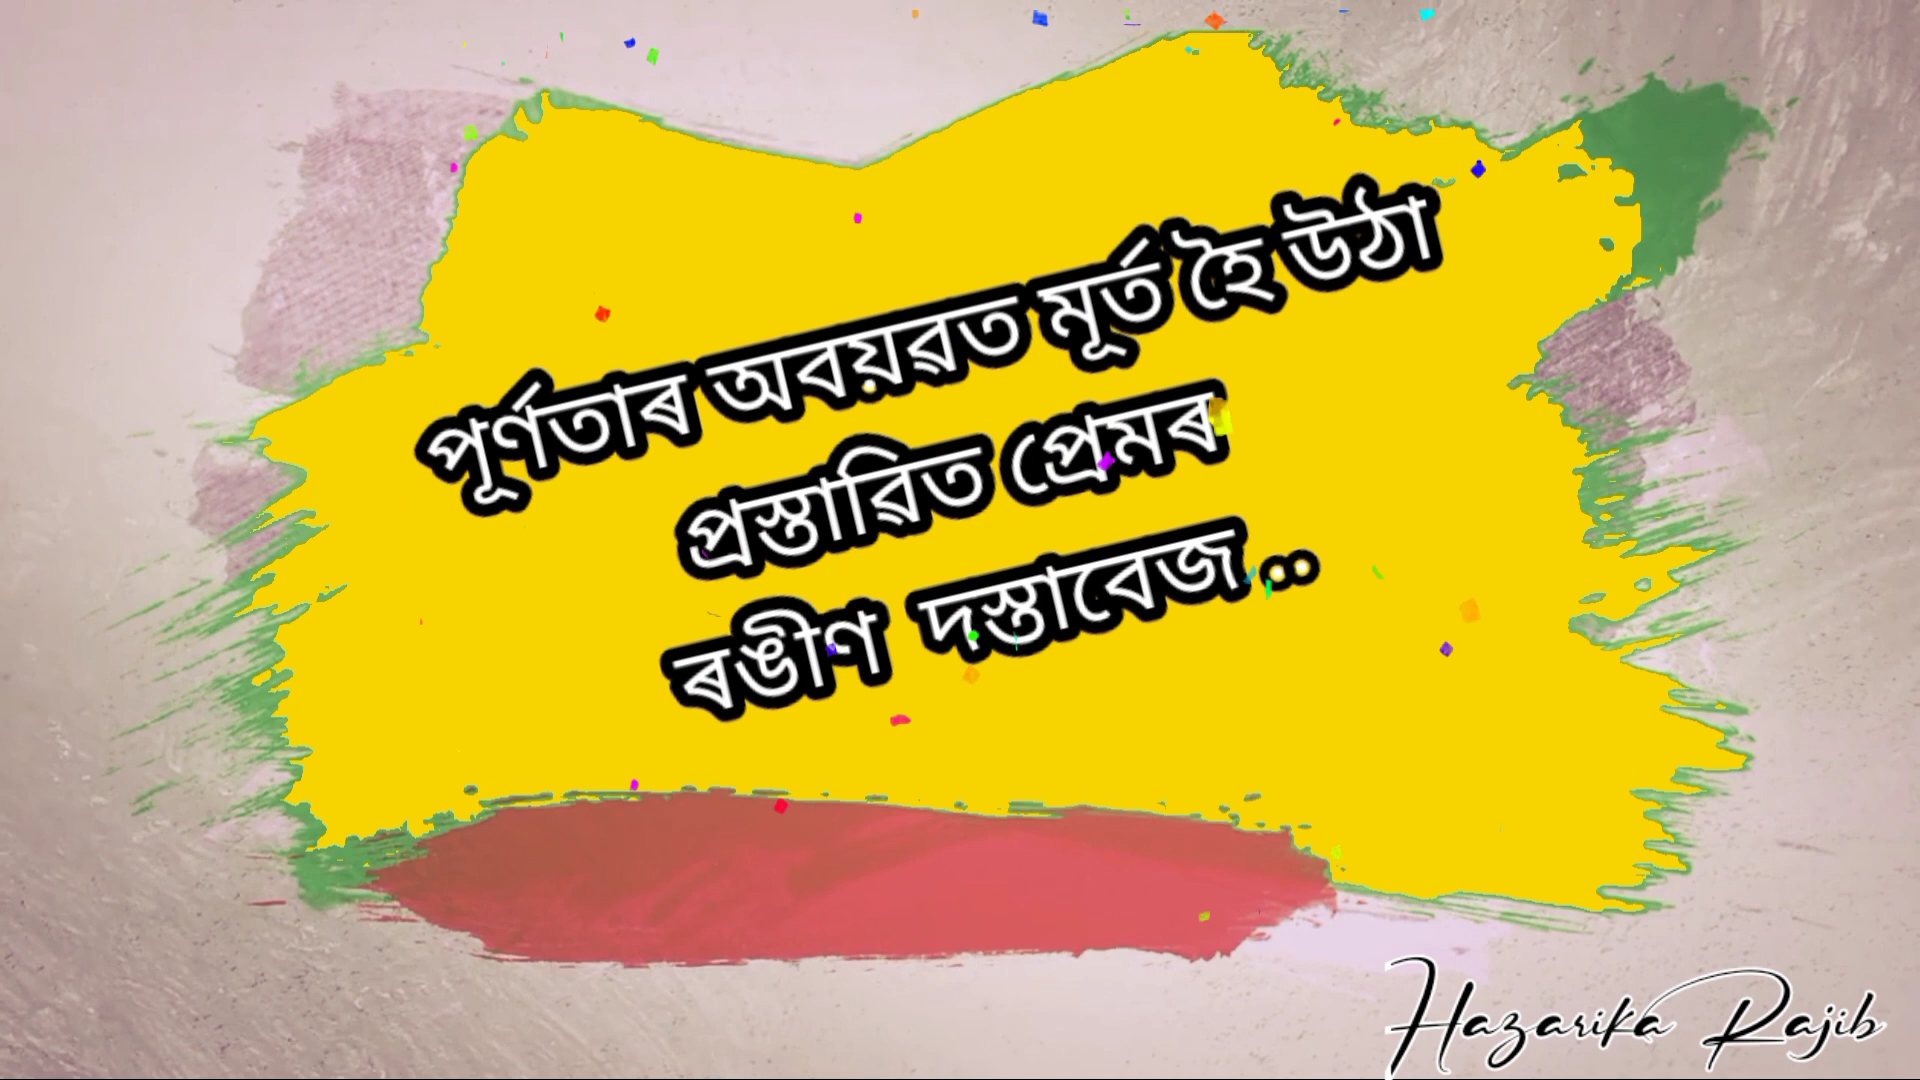 পূৰ্ণতাৰ অবয়ৱত মূৰ্ত হৈ উঠা
প্ৰস্তাৱিত প্ৰেমৰ
ৰঙীণ দস্তাবেজ ..
Hazarika Rajib